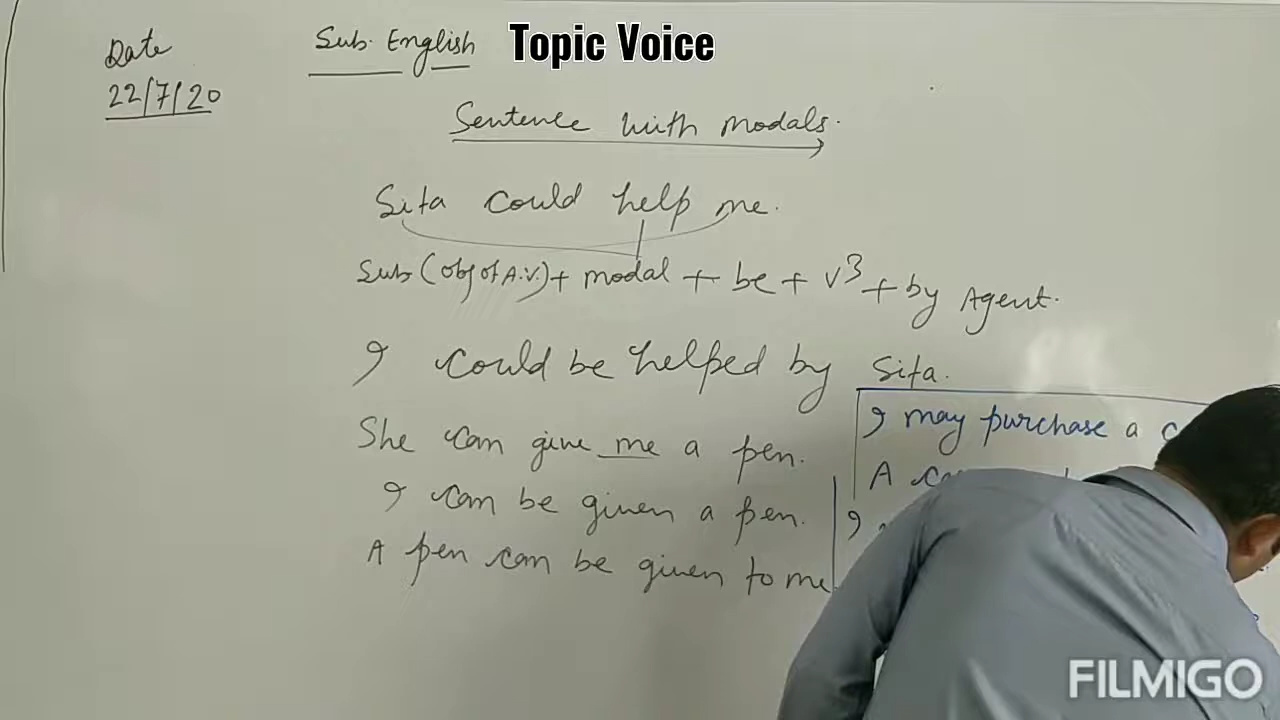 Date
22/7/20
Sub. English
Topic Voice
Sentence with modals.
Sita could help me.
Sub (obj of A.V.) + modal + be + V3 + by Agent.
I could be helped by Sita.
She can give me a pen.
I can be given a pen.
A pen can be given to me
I may purchase a
A
I
FILMIGO